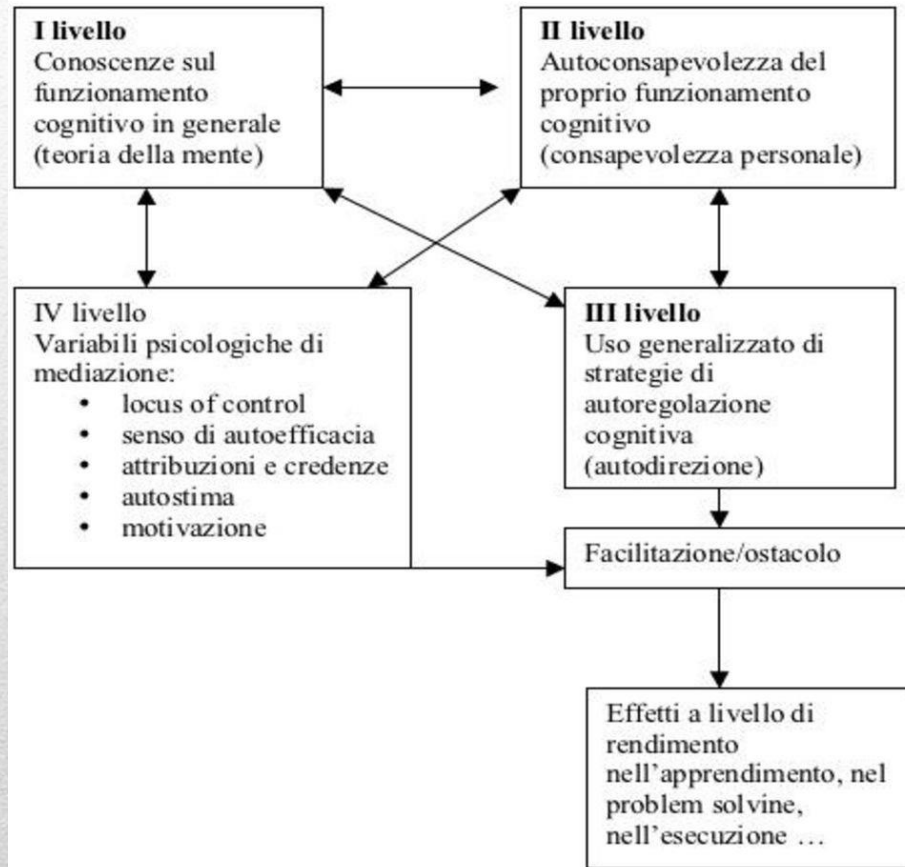 I livello
Conoscenze sul
funzionamento
cognitivo in generale
(teoria della mente)
II livello
Autoconsapevolezza del
proprio funzionamento
cognitivo
(consapevolezza personale)
IV livello
Variabili psicologiche di
mediazione:
• locus of control
• senso di autoefficacia
• attribuzioni e credenze
• autostima
• motivazione
III livello
Uso generalizzato di
strategie di
autoregolazione
cognitiva
(autodirezione)
Facilitazione/ostacolo
Effetti a livello di
rendimento
nell'apprendimento, nel
problem solvine,
nell'esecuzione …